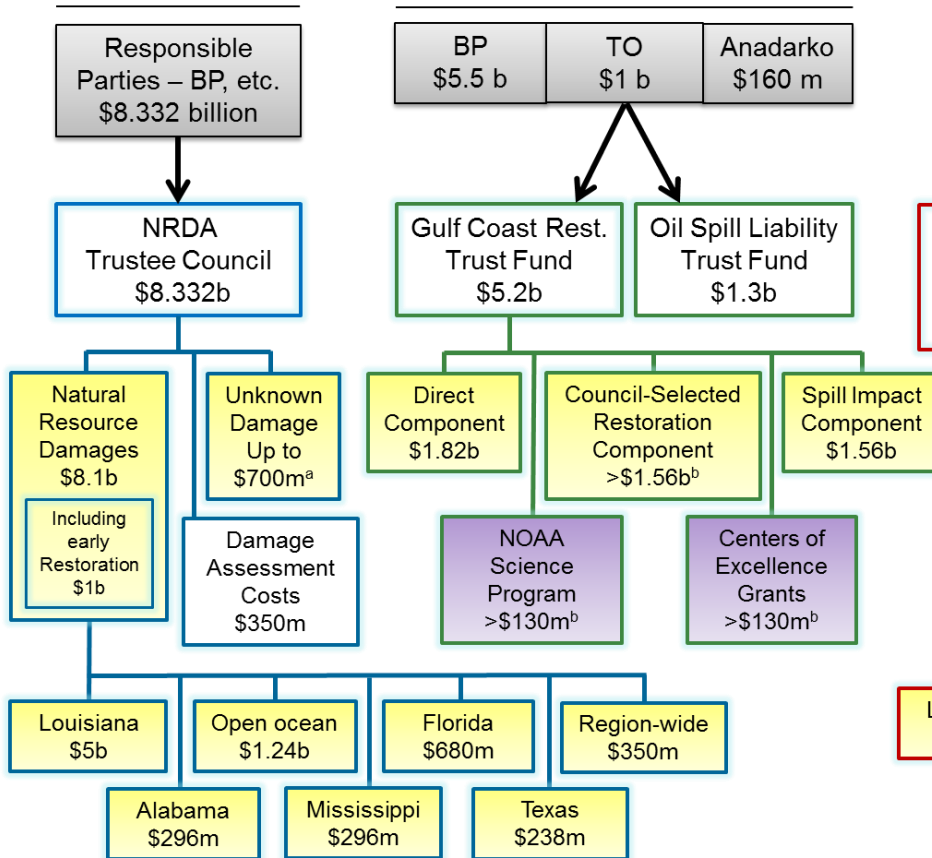 Responsible
Parties – BP, etc.
$8.332 billion
BP
$5.5 b
TO
$1 b
Anadarko
$160 m
NRDA
Trustee Council
$8.332b
Gulf Coast Rest.
Trust Fund
$5.2b
Oil Spill Liability
Trust Fund
$1.3b
Natural
Resource
Damages
$8.1b
Including
early
Restoration
$1b
Unknown
Damage
Up to
$700mᵃ
Damage
Assessment
Costs
$350m
Direct
Component
$1.82b
Council-Selected
Restoration
Component
>$1.56bᵇ
Spill Impact
Component
$1.56b
NOAA
Science
Program
>$130mᵇ
Centers of
Excellence
Grants
>$130mᵇ
Louisiana
$5b
Open ocean
$1.24b
Florida
$680m
Region-wide
$350m
Alabama
$296m
Mississippi
$296m
Texas
$238m